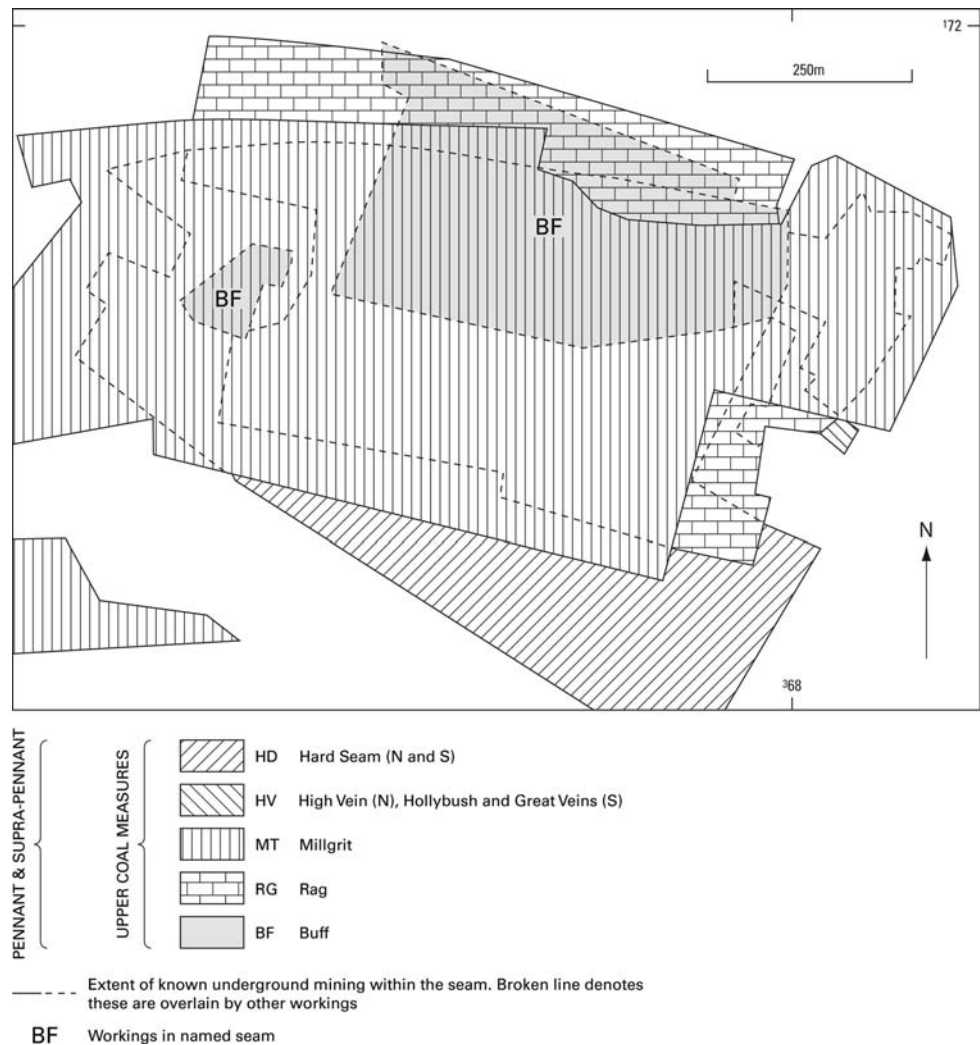 ¹72
250m
BF
BF
N
³68
PENNANT & SUPRA-PENNANT
UPPER COAL MEASURES
HD Hard Seam (N and S)
HV High Vein (N), Hollybush and Great Veins (S)
MT Millgrit
RG Rag
BF Buff
Extent of known underground mining within the seam. Broken line denotes
these are overlain by other workings
BF Workings in named seam